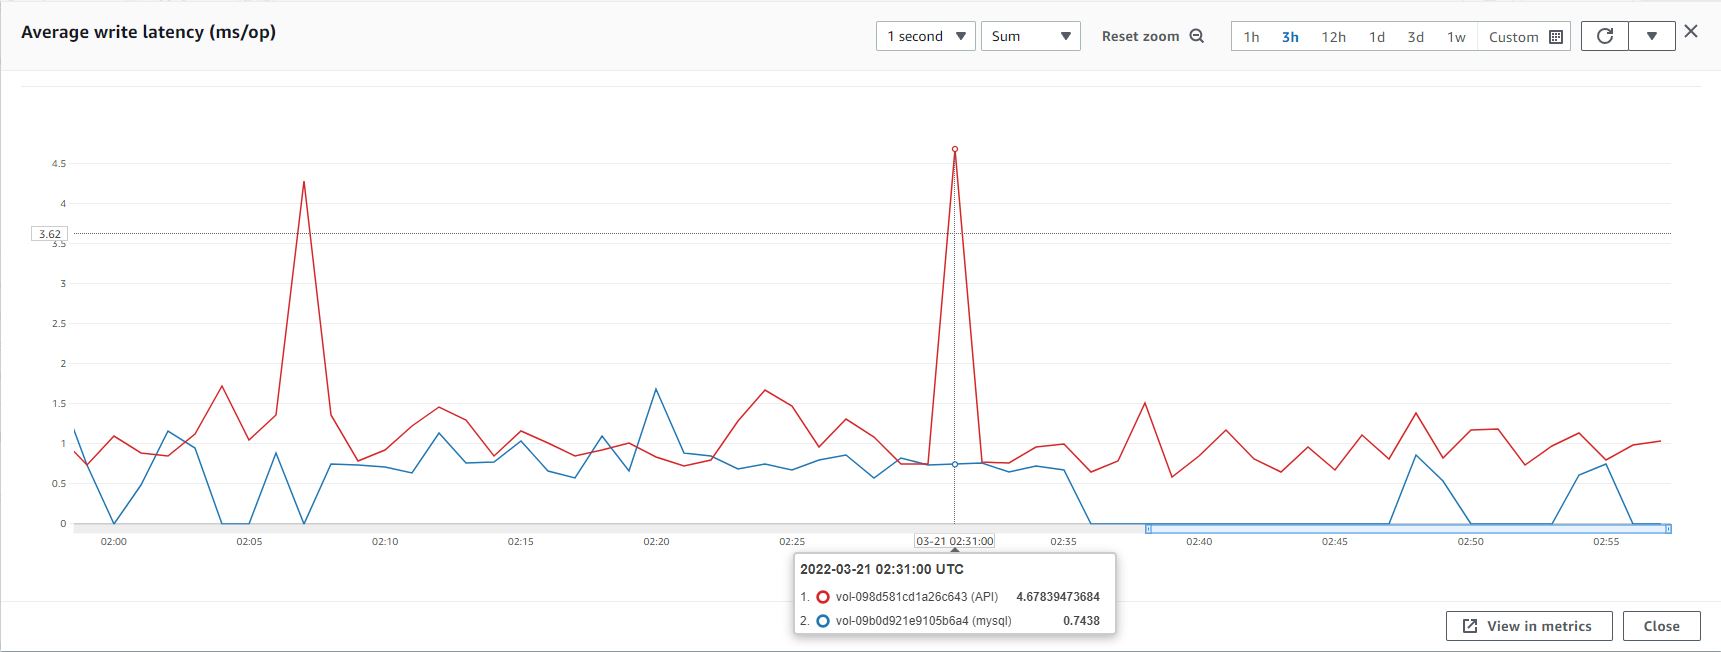 Average write latency (ms/op)
1 second
Sum
Reset zoom
1h 3h 12h 1d 3d 1w Custom
4.5
4
3.62
3.5
3
2.5
2
1.5
1
0.5
0
02:00 02:05 02:10 02:15 02:20 02:25 03-21 02:31:00 02:35 02:40 02:45 02:50 02:55
2022-03-21 02:31:00 UTC
1. vol-098d581cd1a26c643 (API) 4.67839473684
2. vol-09b0d921e9105b6a4 (mysql) 0.7438
View in metrics
Close